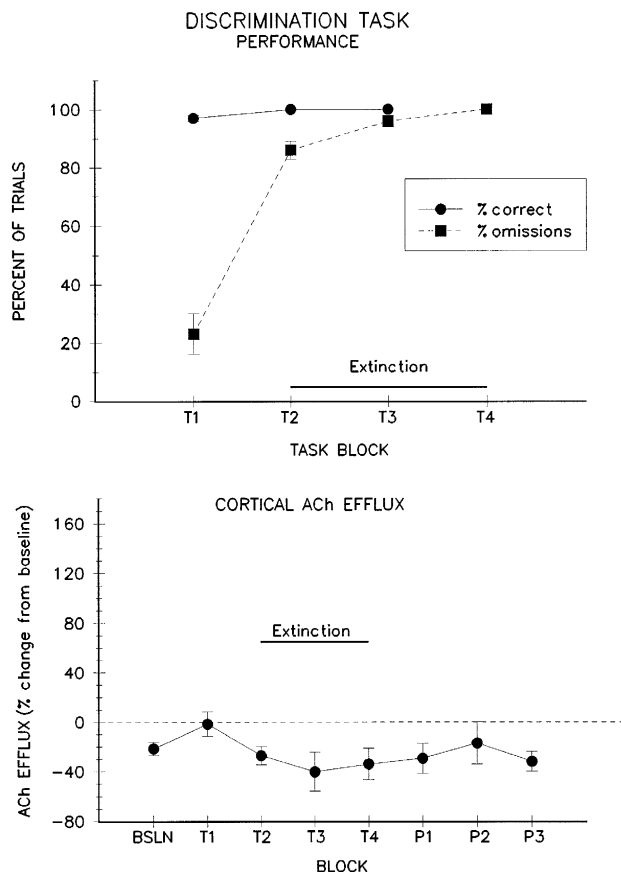 DISCRIMINATION TASK
PERFORMANCE
PERCENT OF TRIALS
100
80
60
40
20
0
% correct
% omissions
Extinction
T1 T2 T3 T4
TASK BLOCK
CORTICAL ACh EFFLUX
ACh EFFLUX (% change from baseline)
160
120
80
40
0
-40
-80
Extinction
BSLN T1 T2 T3 T4 P1 P2 P3
BLOCK